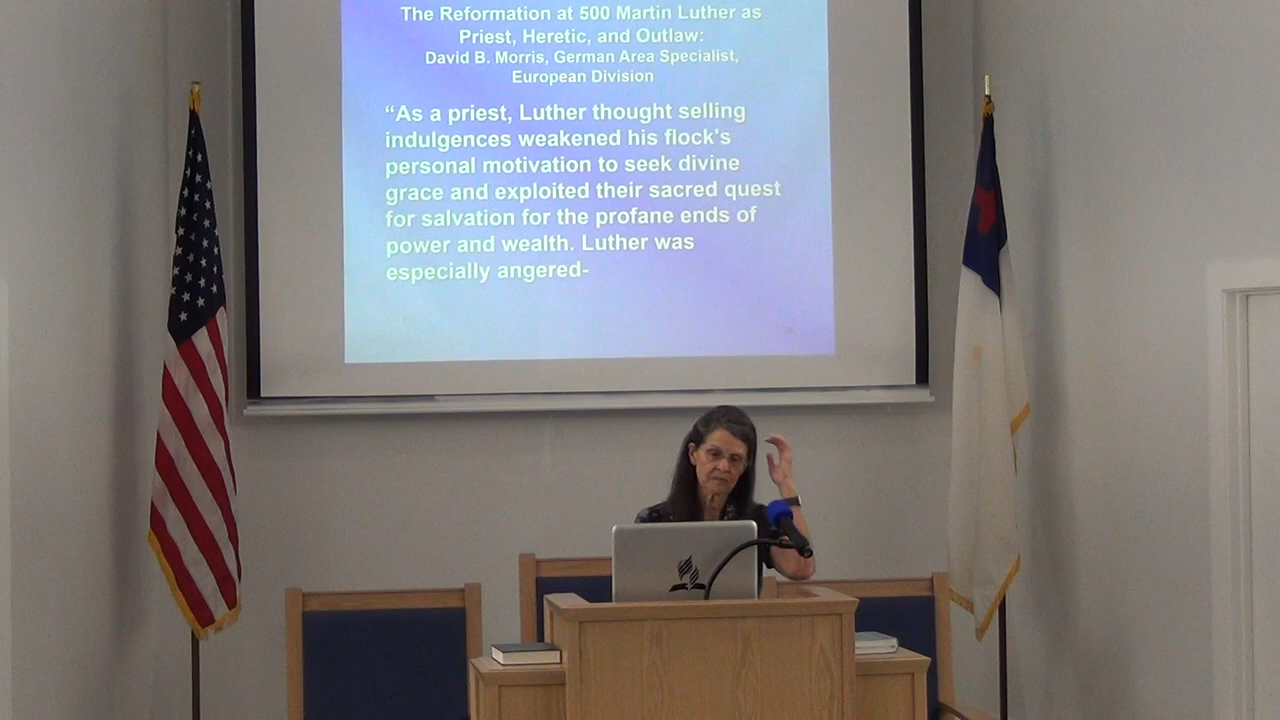 The Reformation at 500 Martin Luther as
Priest, Heretic, and Outlaw:
David B. Morris, German Area Specialist,
European Division
“As a priest, Luther thought selling
indulgences weakened his flock's
personal motivation to seek divine
grace and exploited their sacred quest
for salvation for the profane ends of
power and wealth. Luther was
especially angered-